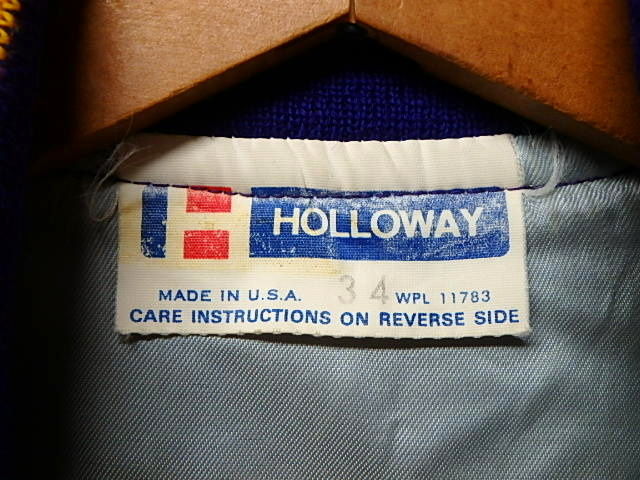 HOLLOWAY
MADE IN U.S.A. 34 WPL 11783
CARE INSTRUCTIONS ON REVERSE SIDE